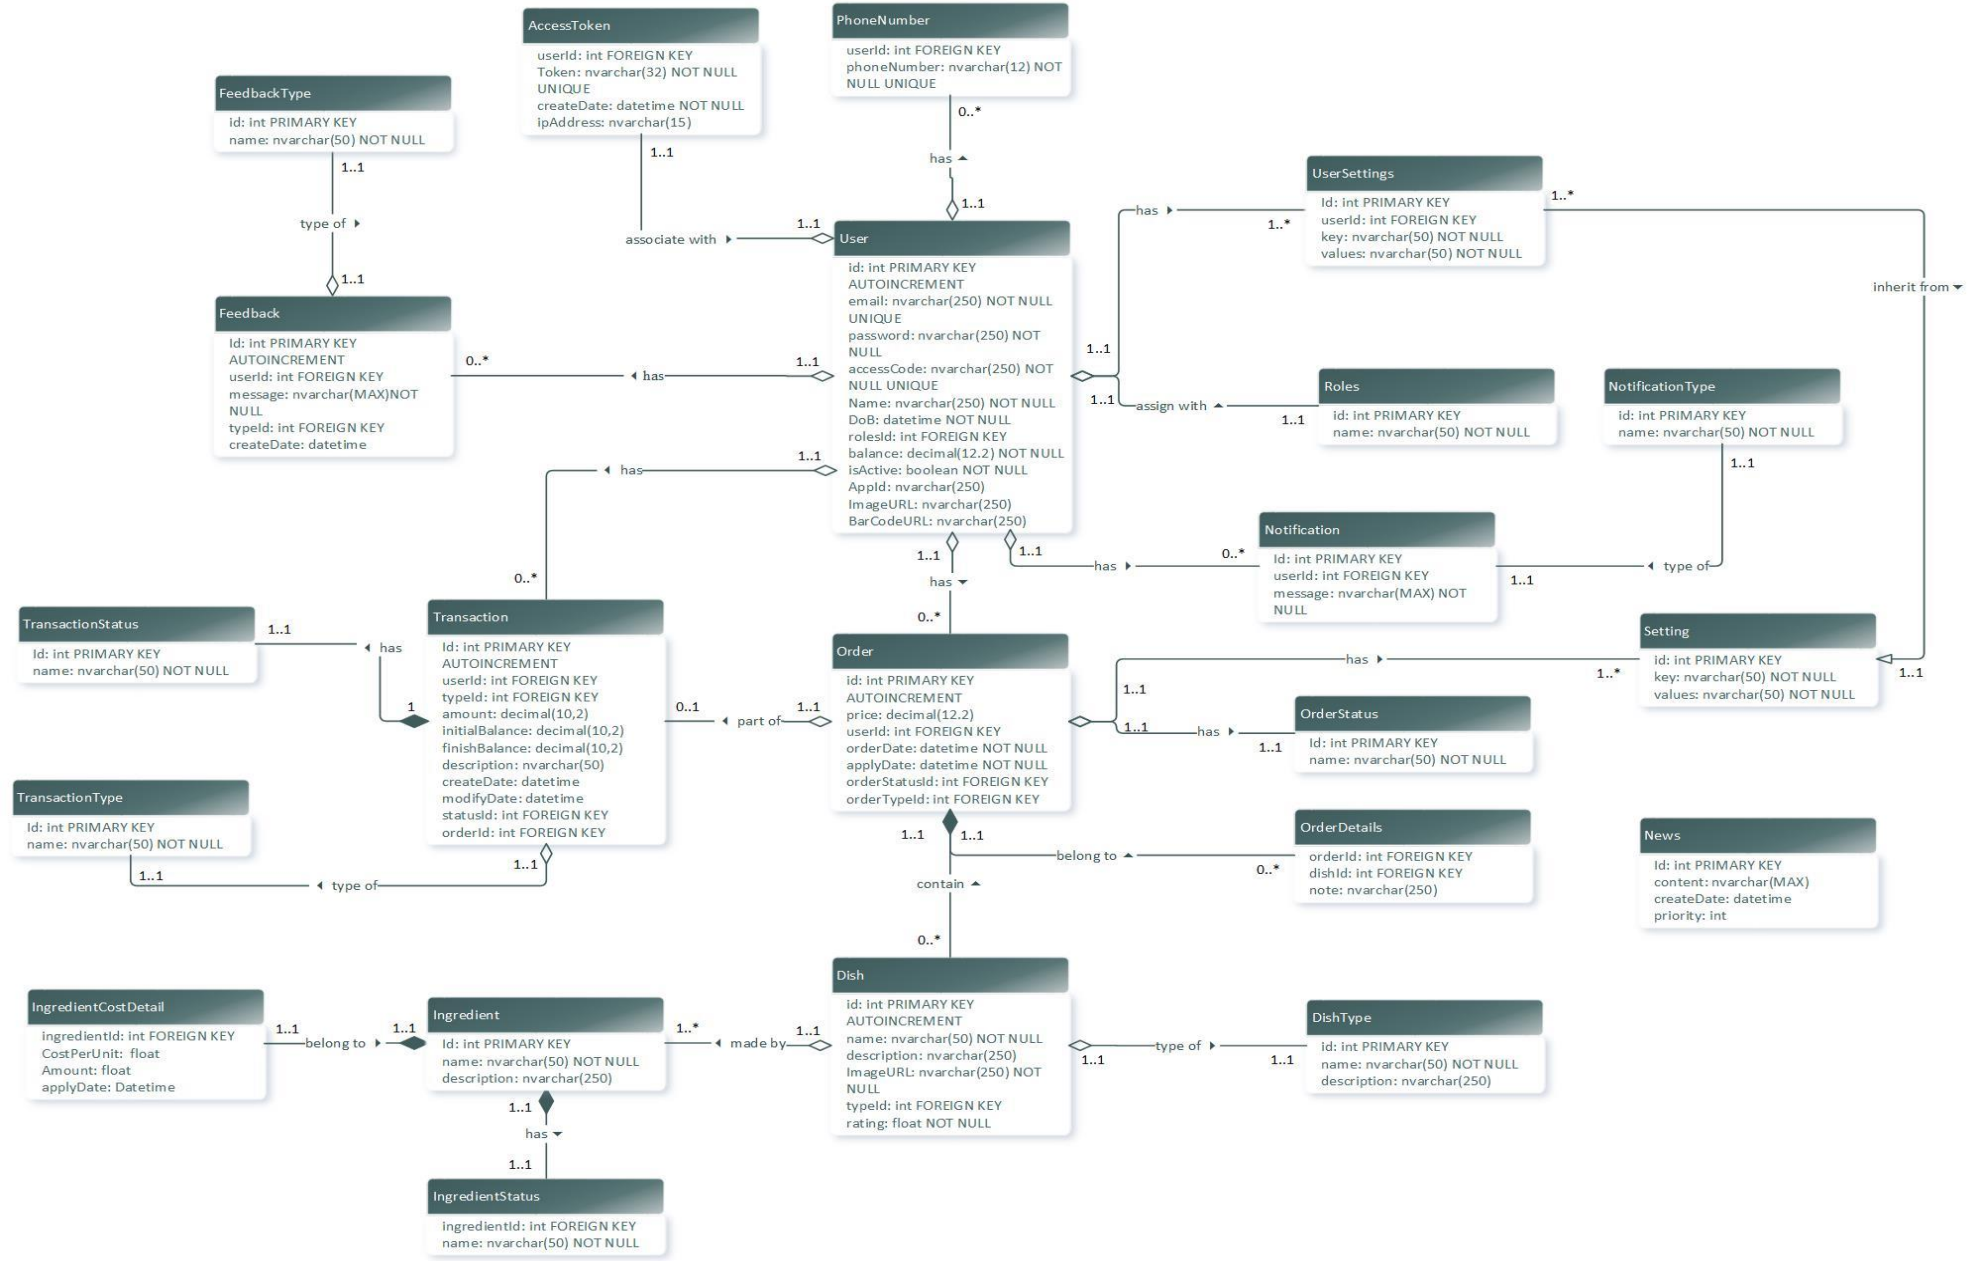 AccessToken
userId: int FOREIGN KEY
Token: nvarchar(32) NOT NULL
UNIQUE
createDate: datetime NOT NULL
ipAddress: nvarchar(15)
1..1
associate with
1..1
PhoneNumber
userId: int FOREIGN KEY
phoneNumber: nvarchar(12) NOT
NULL UNIQUE
0..*
has
1..1
FeedbackType
id: int PRIMARY KEY
name: nvarchar(50) NOT NULL
1..1
type of
1..1
Feedback
Id: int PRIMARY KEY
AUTOINCREMENT
userId: int FOREIGN KEY
message: nvarchar(MAX)NOT
NULL
typeId: int FOREIGN KEY
createDate: datetime
0..*
has
1..1
User
id: int PRIMARY KEY
AUTOINCREMENT
email: nvarchar(250) NOT NULL
UNIQUE
password: nvarchar(250) NOT
NULL
accessCode: nvarchar(250) NOT
NULL UNIQUE
Name: nvarchar(250) NOT NULL
DoB: datetime NOT NULL
rolesId: int FOREIGN KEY
balance: decimal(12.2) NOT NULL
isActive: boolean NOT NULL
AppId: nvarchar(250)
ImageURL: nvarchar(250)
BarCodeURL: nvarchar(250)
has
1..*
1..1
UserSettings
Id: int PRIMARY KEY
userId: int FOREIGN KEY
key: nvarchar(50) NOT NULL
values: nvarchar(50) NOT NULL
1..*
inherit from
1..1
1..1
assign with
1..1
Roles
id: int PRIMARY KEY
name: nvarchar(50) NOT NULL
NotificationType
id: int PRIMARY KEY
name: nvarchar(50) NOT NULL
1..1
type of
1..1
Notification
Id: int PRIMARY KEY
userId: int FOREIGN KEY
message: nvarchar(MAX) NOT
NULL
1..1
has
0..*
has
1..1
0..*
1..1
has
0..*
TransactionStatus
Id: int PRIMARY KEY
name: nvarchar(50) NOT NULL
1..1
has
1
Transaction
Id: int PRIMARY KEY
AUTOINCREMENT
userId: int FOREIGN KEY
typeId: int FOREIGN KEY
amount: decimal(10,2)
initialBalance: decimal(10,2)
finishBalance: decimal(10,2)
description: nvarchar(50)
createDate: datetime
modifyDate: datetime
statusId: int FOREIGN KEY
orderId: int FOREIGN KEY
0..1
part of
1..1
Order
id: int PRIMARY KEY
AUTOINCREMENT
price: decimal(12.2)
userId: int FOREIGN KEY
orderDate: datetime NOT NULL
applyDate: datetime NOT NULL
orderStatusId: int FOREIGN KEY
orderTypeId: int FOREIGN KEY
has
1..*
1..1
Setting
id: int PRIMARY KEY
key: nvarchar(50) NOT NULL
values: nvarchar(50) NOT NULL
1..1
has
1..1
OrderStatus
Id: int PRIMARY KEY
name: nvarchar(50) NOT NULL
TransactionType
Id: int PRIMARY KEY
name: nvarchar(50) NOT NULL
1..1
type of
1..1
OrderDetails
orderId: int FOREIGN KEY
dishId: int FOREIGN KEY
note: nvarchar(250)
1..1
belong to
0..*
1..1
contain
0..*
News
Id: int PRIMARY KEY
content: nvarchar(MAX)
createDate: datetime
priority: int
IngredientCostDetail
ingredientId: int FOREIGN KEY
CostPerUnit: float
Amount: float
applyDate: Datetime
1..1
belong to
1..1
Ingredient
Id: int PRIMARY KEY
name: nvarchar(50) NOT NULL
description: nvarchar(250)
1..*
made by
1..1
Dish
id: int PRIMARY KEY
AUTOINCREMENT
name: nvarchar(50) NOT NULL
description: nvarchar(250)
ImageURL: nvarchar(250) NOT
NULL
typeId: int FOREIGN KEY
rating: float NOT NULL
1..1
type of
1..1
DishType
id: int PRIMARY KEY
name: nvarchar(50) NOT NULL
description: nvarchar(250)
1..1
has
1..1
IngredientStatus
ingredientId: int FOREIGN KEY
name: nvarchar(50) NOT NULL